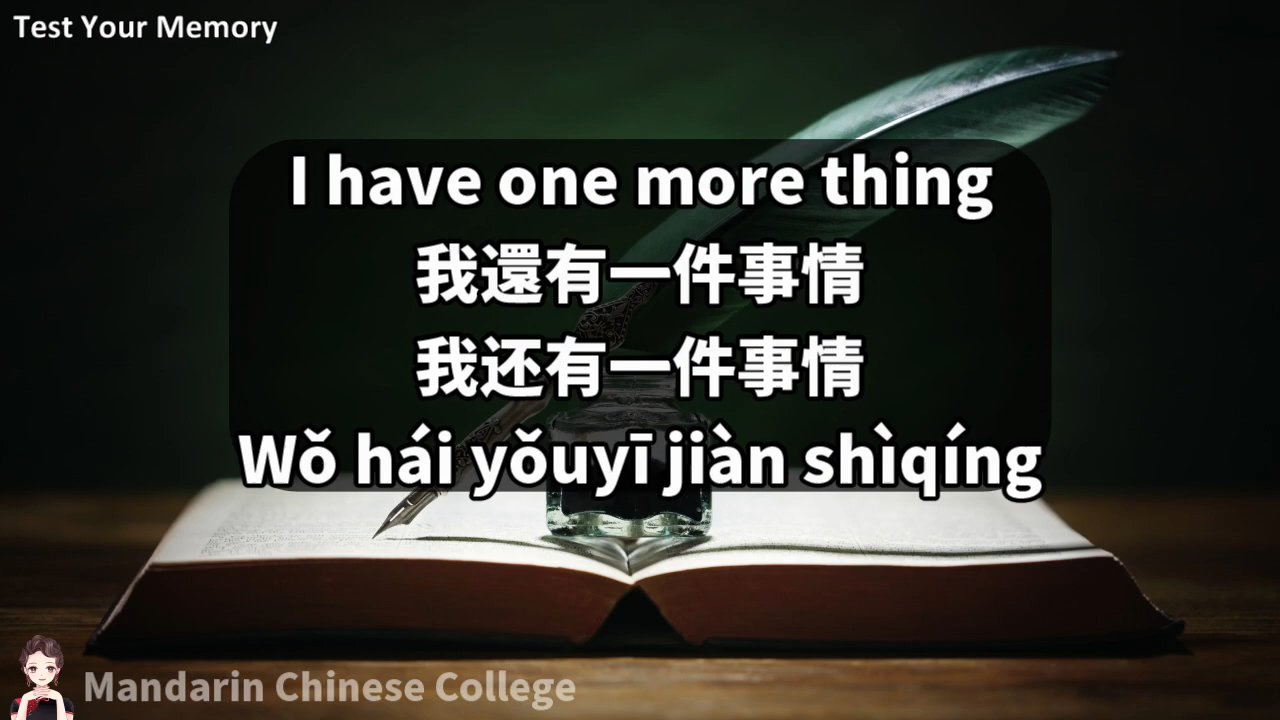 Test Your Memory
I have one more thing
我還有一件事情
我还有一件事情
Wǒ hái yǒuyī jiàn shìqíng
Mandarin Chinese College